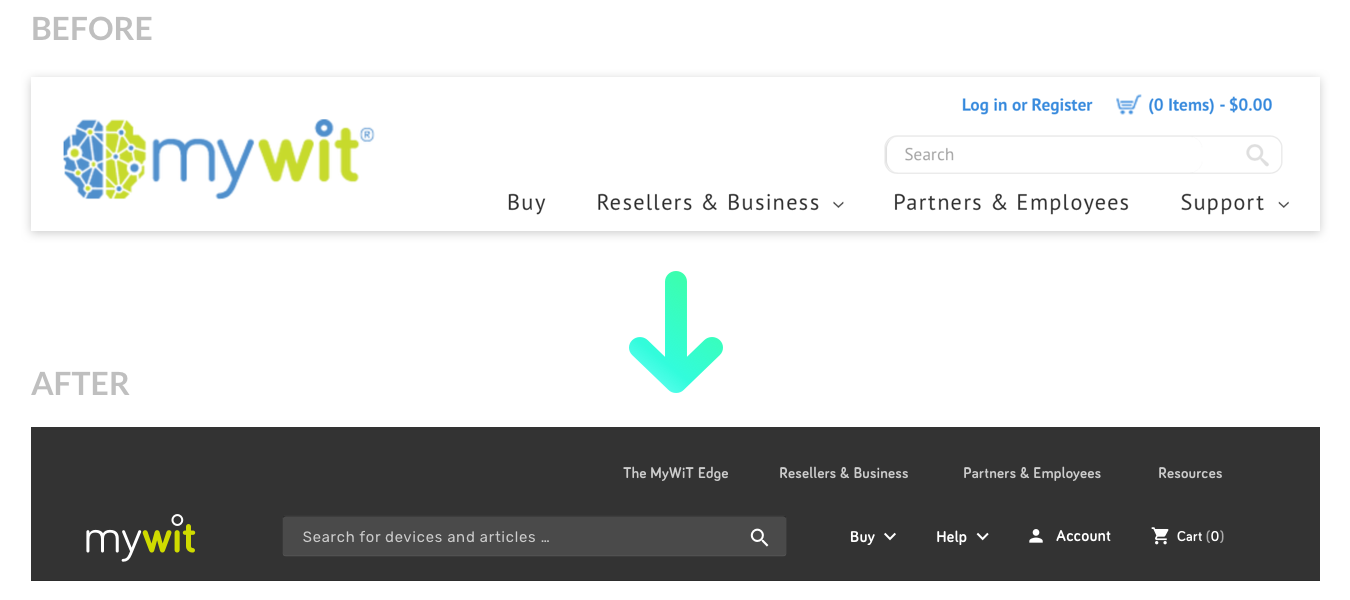 BEFORE
Log in or Register (0 Items) - $0.00
mywit®
Search
Buy Resellers & Business Partners & Employees Support
AFTER
The MyWiT Edge Resellers & Business Partners & Employees Resources
mywit Search for devices and articles ... Buy Help Account Cart (0)